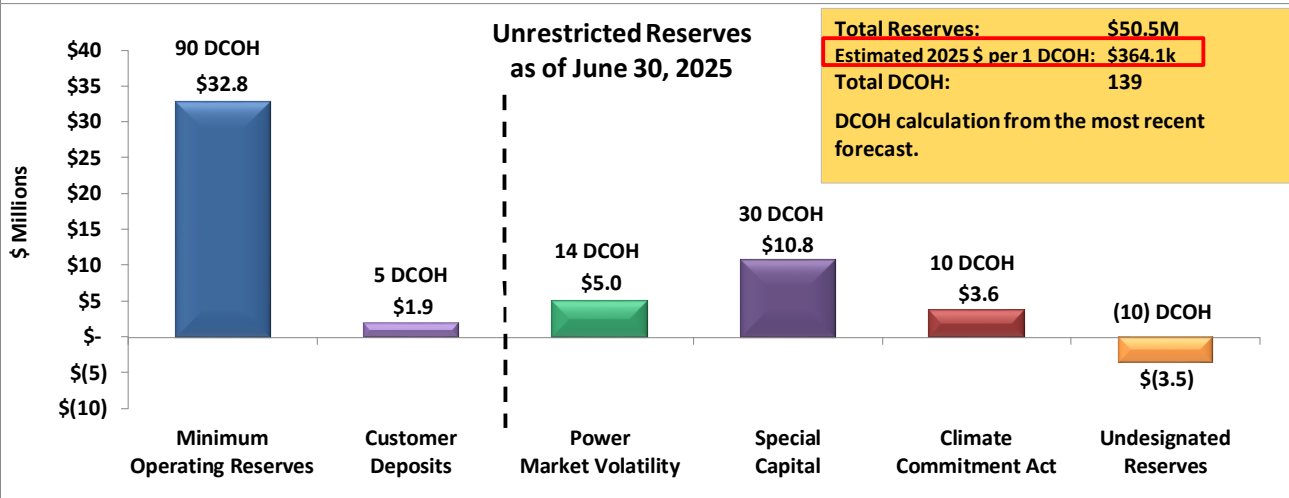 Unrestricted Reserves
as of June 30, 2025
Total Reserves: $50.5M
Estimated 2025 $ per 1 DCOH: $364.1k
Total DCOH: 139
DCOH calculation from the most recent
forecast.
$ Millions
$40
$35
$30
$25
$20
$15
$10
$5
$-
$(5)
$(10)
90 DCOH
$32.8
5 DCOH
$1.9
14 DCOH
$5.0
30 DCOH
$10.8
10 DCOH
$3.6
(10) DCOH
$(3.5)
Minimum
Operating Reserves
Customer
Deposits
Power
Market Volatility
Special
Capital
Climate
Commitment Act
Undesignated
Reserves